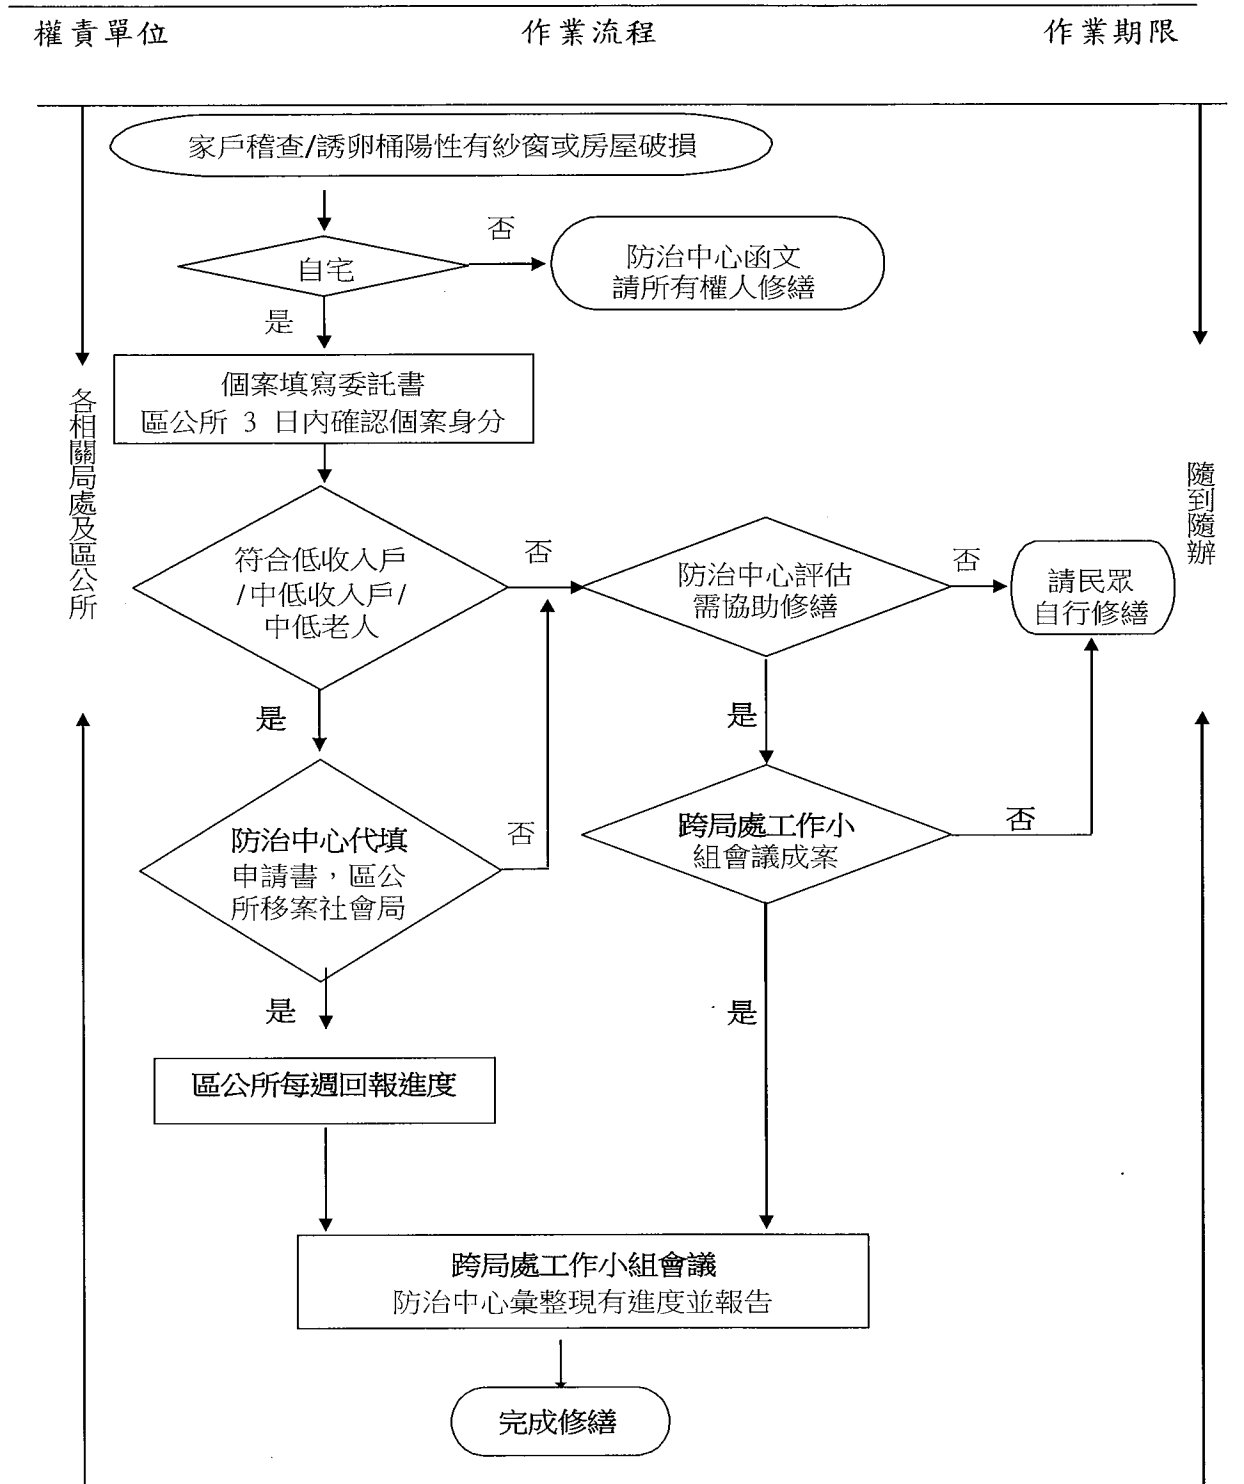 權責單位
作業流程
作業期限
家戶稽查/誘卵桶陽性有紗窗或房屋破損
否
自宅
防治中心函文
請所有權人修繕
是
個案填寫委託書
區公所 3 日內確認個案身分
各相關局處及區公所
隨到隨辦
符合低收入戶
/中低收入戶/
中低老人
否
防治中心評估
需協助修繕
否
請民眾
自行修繕
是
是
防治中心代填
申請書，區公
所移案社會局
否
跨局處工作小
組會議成案
否
是
是
區公所每週回報進度
跨局處工作小組會議
防治中心彙整現有進度並報告
完成修繕